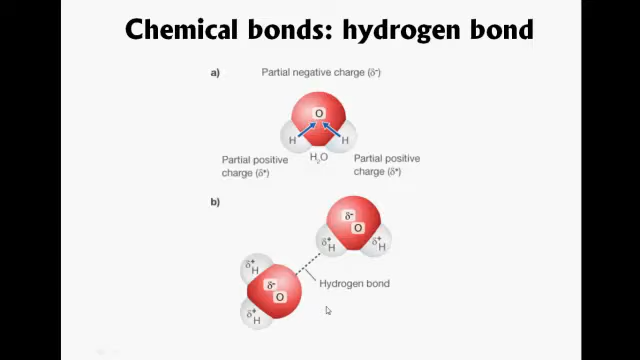 Chemical bonds: hydrogen bond
a) Partial negative charge (δ⁻)
O
H H
H₂O
Partial positive charge (δ⁺)
Partial positive charge (δ⁺)
b)
δ⁻
O
δ⁺ H
δ⁺ H
δ⁺ H
δ⁻
O
Hydrogen bond
δ⁺ H